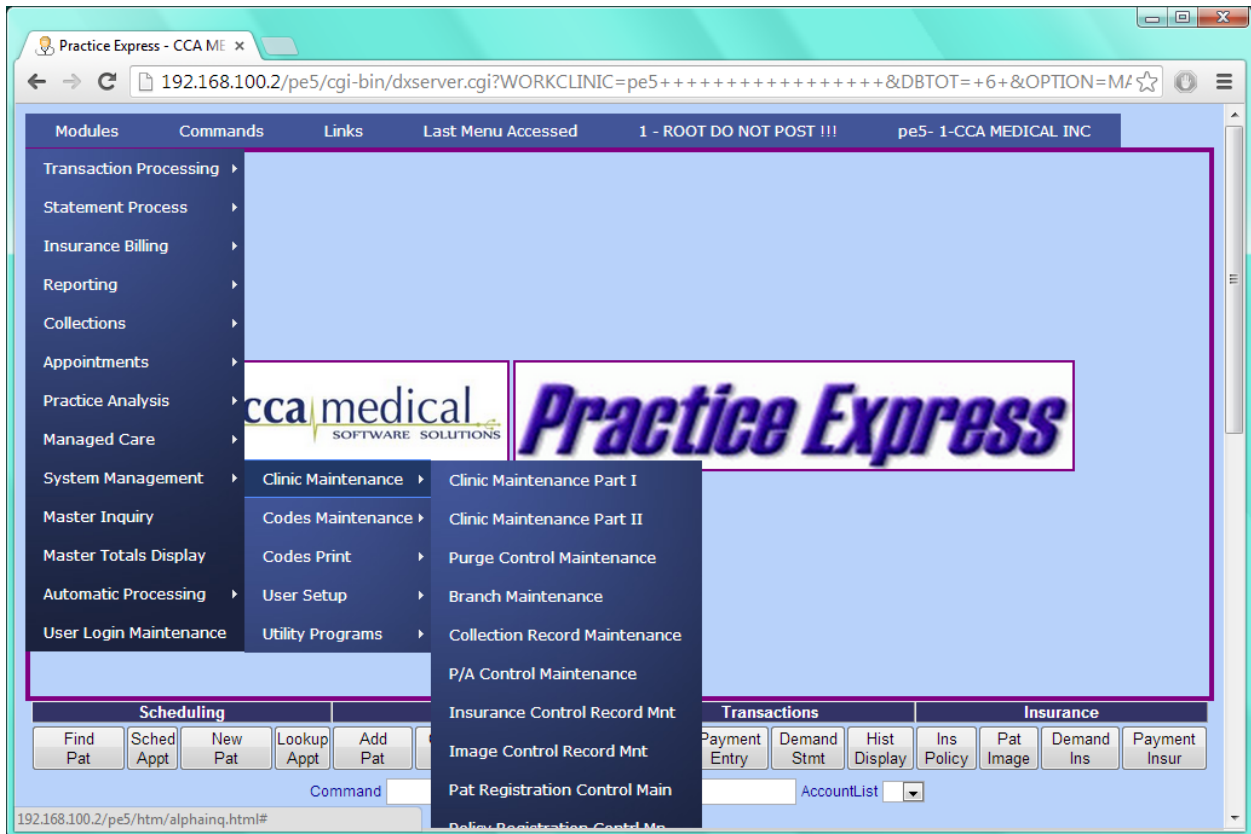 Practice Express - CCA ME ×
192.168.100.2/pe5/cgi-bin/dxserver.cgi?WORKCLINIC=pe5+++++++++++++++++&DBTOT=+6+&OPTION=MA
Modules Commands Links Last Menu Accessed 1 - ROOT DO NOT POST !!! pe5- 1-CCA MEDICAL INC
Transaction Processing
Statement Process
Insurance Billing
Reporting
Collections
Appointments
Practice Analysis
Managed Care
System Management
Master Inquiry
Master Totals Display
Automatic Processing
User Login Maintenance
cca medical
SOFTWARE SOLUTIONS
Practice Express
Clinic Maintenance
Codes Maintenance
Codes Print
User Setup
Utility Programs
Clinic Maintenance Part I
Clinic Maintenance Part II
Purge Control Maintenance
Branch Maintenance
Collection Record Maintenance
P/A Control Maintenance
Insurance Control Record Mnt
Image Control Record Mnt
Pat Registration Control Main
Policy Registration Contrl Mn
Scheduling Transactions Insurance
Find Pat
Sched Appt
New Pat
Lookup Appt
Add Pat
Payment Entry
Demand Stmt
Hist Display
Ins Policy
Pat Image
Demand Ins
Payment Insur
Command AccountList
192.168.100.2/pe5/htm/alphainq.html#